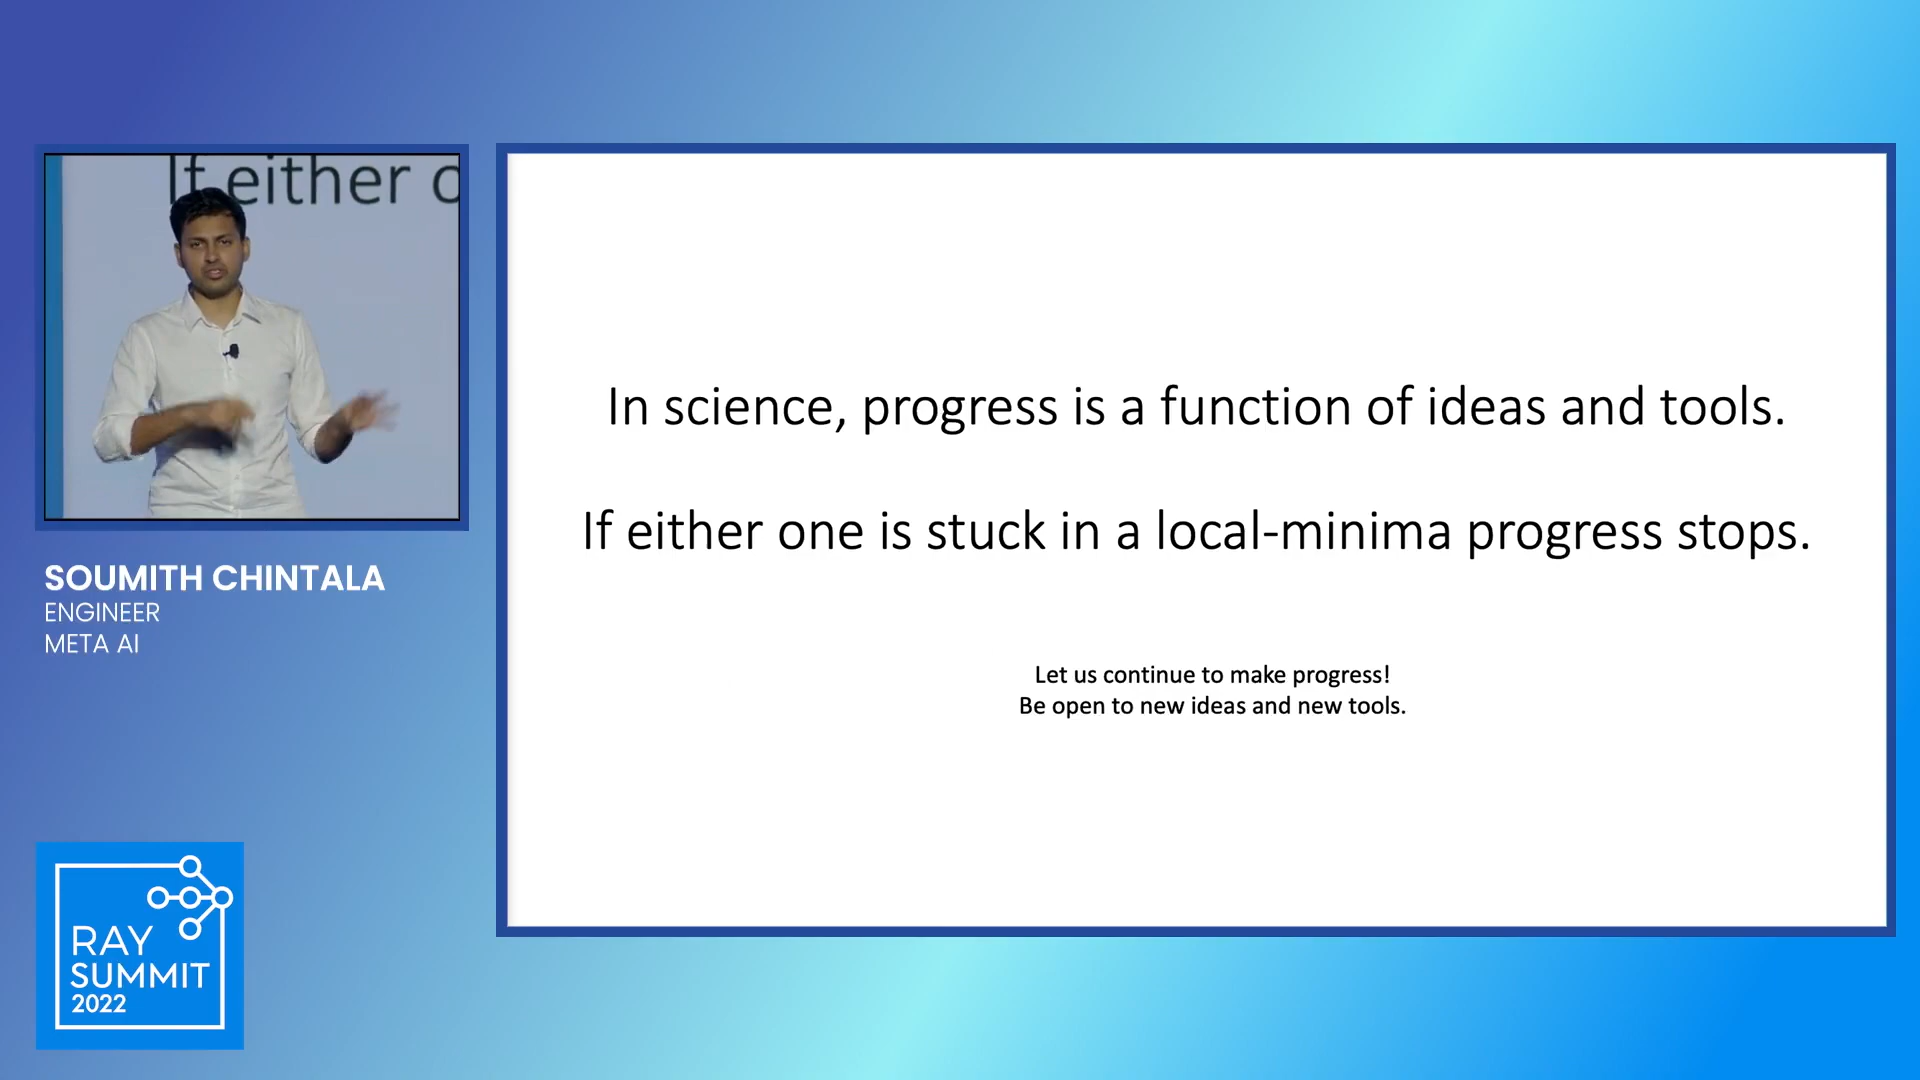 If either o
SOUMITH CHINTALA
ENGINEER
META AI
RAY
SUMMIT
2022
In science, progress is a function of ideas and tools.
If either one is stuck in a local-minima progress stops.
Let us continue to make progress!
Be open to new ideas and new tools.